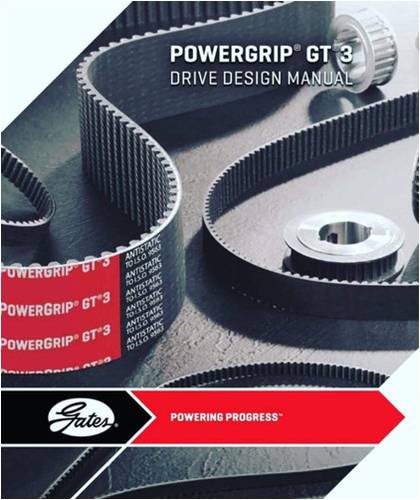 POWERGRIP® GT®3
DRIVE DESIGN MANUAL
POWERGRIP® GT®3
ANTISTATIC
TO I.S.O. 9563
POWERGRIP® GT®3
ANTISTATIC
TO I.S.O. 9563
POWERGRIP® GT®3
ANTISTATIC
TO I.S.O. 9563
POWERGRIP® GT®3
ANTISTATIC
TO I.S.O. 9563
Gates
POWERING PROGRESS™